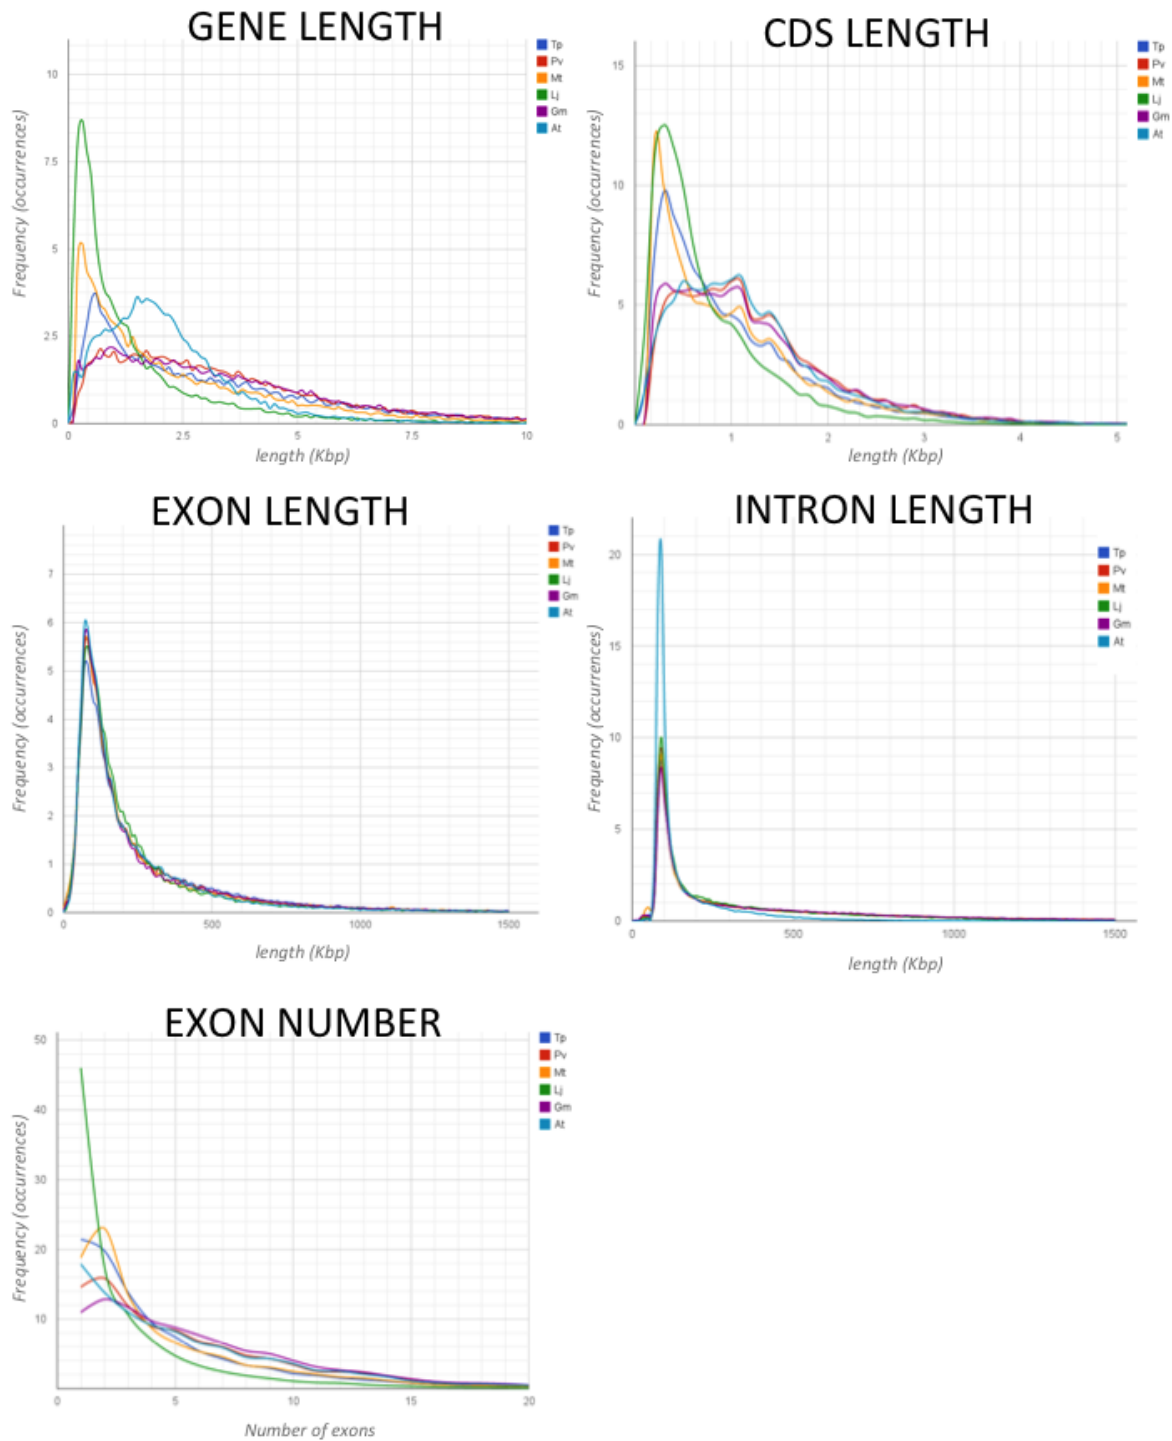 GENE LENGTH
Frequency (occurrences)
10
7.5
5
2.5
0
0 2.5 5 7.5 10
length (Kbp)
Tp
Pv
Mt
Lj
Gm
At
CDS LENGTH
Frequency (occurrences)
15
10
5
0
1 2 3 4 5
length (Kbp)
Tp
Pv
Mt
Lj
Gm
At
EXON LENGTH
Frequency (occurrences)
7
6
5
4
3
2
1
0
0 500 1000 1500
length (Kbp)
Tp
Pv
Mt
Lj
Gm
At
INTRON LENGTH
Frequency (occurrences)
20
15
10
5
0
0 500 1000 1500
length (Kbp)
Tp
Pv
Mt
Lj
Gm
At
EXON NUMBER
Frequency (occurrences)
50
40
30
20
10
0 5 10 15 20
Number of exons
Tp
Pv
Mt
Lj
Gm
At